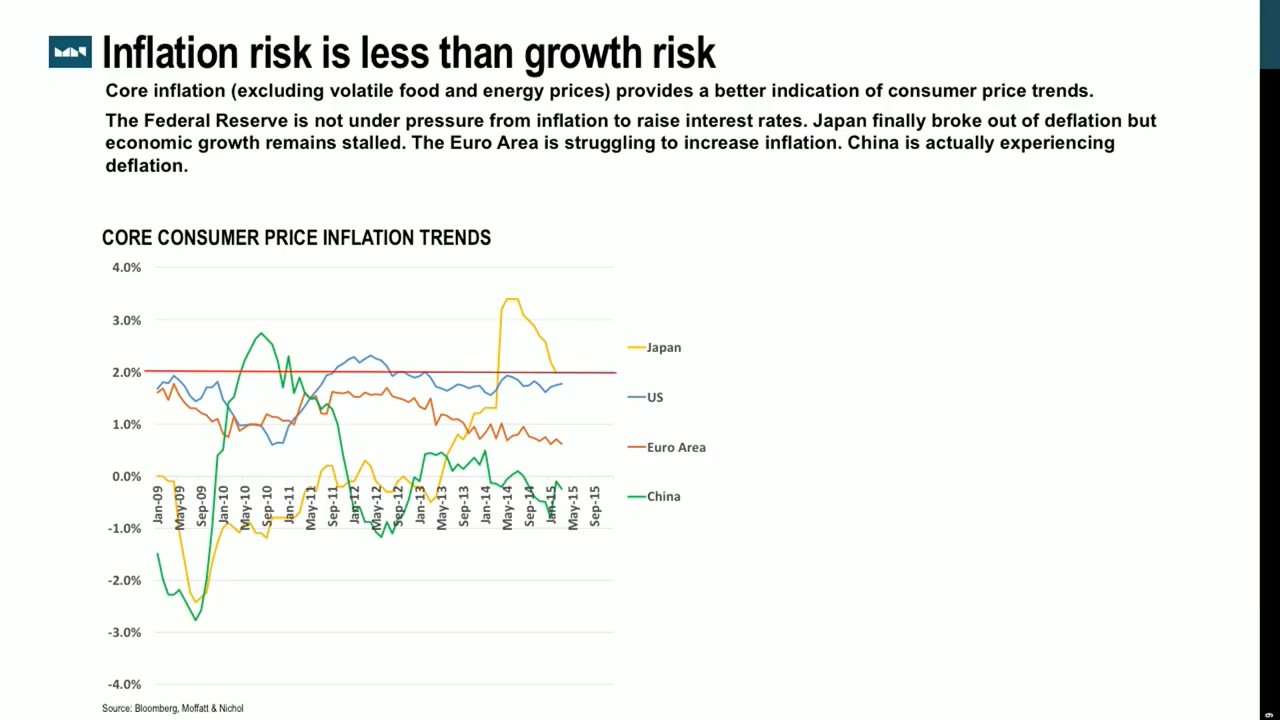 Inflation risk is less than growth risk
Core inflation (excluding volatile food and energy prices) provides a better indication of consumer price trends.
The Federal Reserve is not under pressure from inflation to raise interest rates. Japan finally broke out of deflation but
economic growth remains stalled. The Euro Area is struggling to increase inflation. China is actually experiencing
deflation.
CORE CONSUMER PRICE INFLATION TRENDS
4.0%
3.0%
2.0%
1.0%
0.0%
-1.0%
-2.0%
-3.0%
-4.0%
Jan-09
May-09
Sep-09
Jan-10
May-10
Sep-10
Jan-11
May-11
Sep-11
Jan-12
May-12
Sep-12
Jan-13
May-13
Sep-13
Jan-14
May-14
Sep-14
Jan-15
May-15
Sep-15
Japan
US
Euro Area
China
Source: Bloomberg, Moffatt & Nichol
9